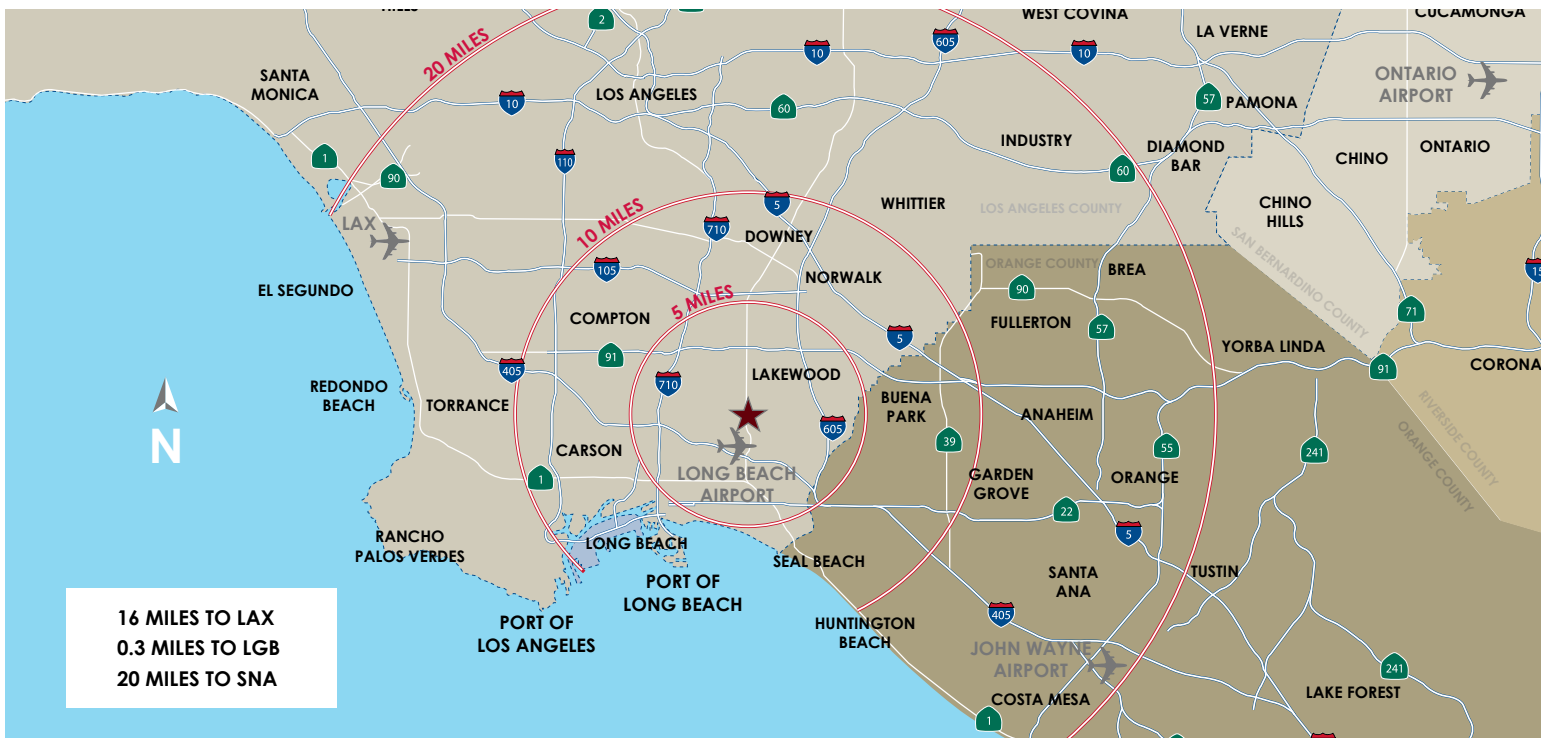 HILLS
WEST COVINA
CUCAMONGA
2
605
LA VERNE
20 MILES
10
10
SANTA
MONICA
ONTARIO
AIRPORT
10
LOS ANGELES
60
57
PAMONA
INDUSTRY
DIAMOND
BAR
CHINO
ONTARIO
1
110
90
60
5
WHITTIER
LOS ANGELES COUNTY
CHINO
HILLS
LAX
10 MILES
710
DOWNEY
SAN BERNARDINO COUNTY
105
NORWALK
ORANGE COUNTY
BREA
15
EL SEGUNDO
5 MILES
90
COMPTON
FULLERTON
57
71
91
5
YORBA LINDA
405
710
LAKEWOOD
91
CORONA
REDONDO
BEACH
TORRANCE
BUENA
PARK
ANAHEIM
RIVERSIDE COUNTY
ORANGE COUNTY
N
605
39
55
241
CARSON
1
LONG BEACH
AIRPORT
GARDEN
GROVE
ORANGE
22
RANCHO
PALOS VERDES
LONG BEACH
5
SEAL BEACH
PORT OF
LONG BEACH
SANTA
ANA
TUSTIN
PORT OF
LOS ANGELES
HUNTINGTON
BEACH
405
JOHN WAYNE
AIRPORT
241
COSTA MESA
LAKE FOREST
1
16 MILES TO LAX
0.3 MILES TO LGB
20 MILES TO SNA